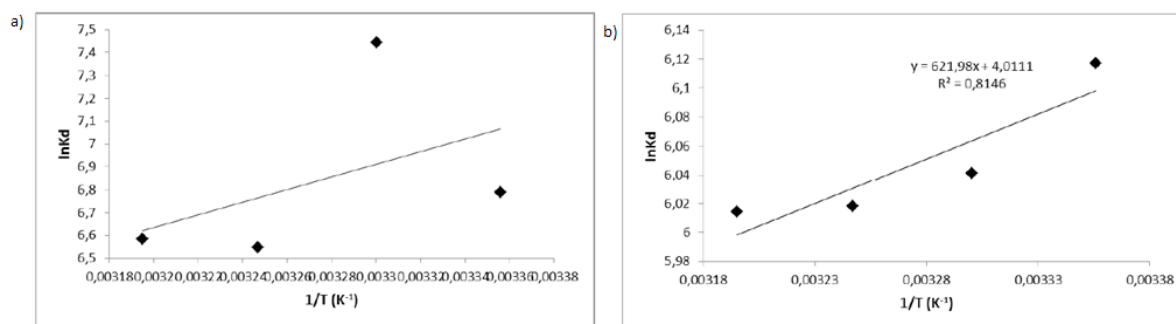 a)
7,5
7,4
7,3
7,2
7,1
7
6,9
6,8
6,7
6,6
6,5
lnKd
0,00318 0,0032 0,00322 0,00324 0,00326 0,00328 0,0033 0,00332 0,00334 0,00336 0,00338
1/T (K⁻¹)
b)
6,14
6,12
6,1
6,08
6,06
6,04
6,02
6
5,98
lnKd
y = 621,98x + 4,0111
R² = 0,8146
0,00318 0,00323 0,00328 0,00333 0,00338
1/T (K⁻¹)